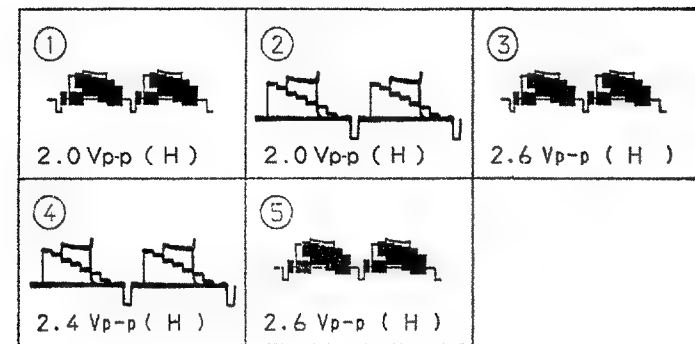 ①
②
③
2.0 Vp-p ( H )
2.0 Vp-p ( H )
2.6 Vp-p ( H )
④
⑤
2.4 Vp-p ( H )
2.6 Vp-p ( H )